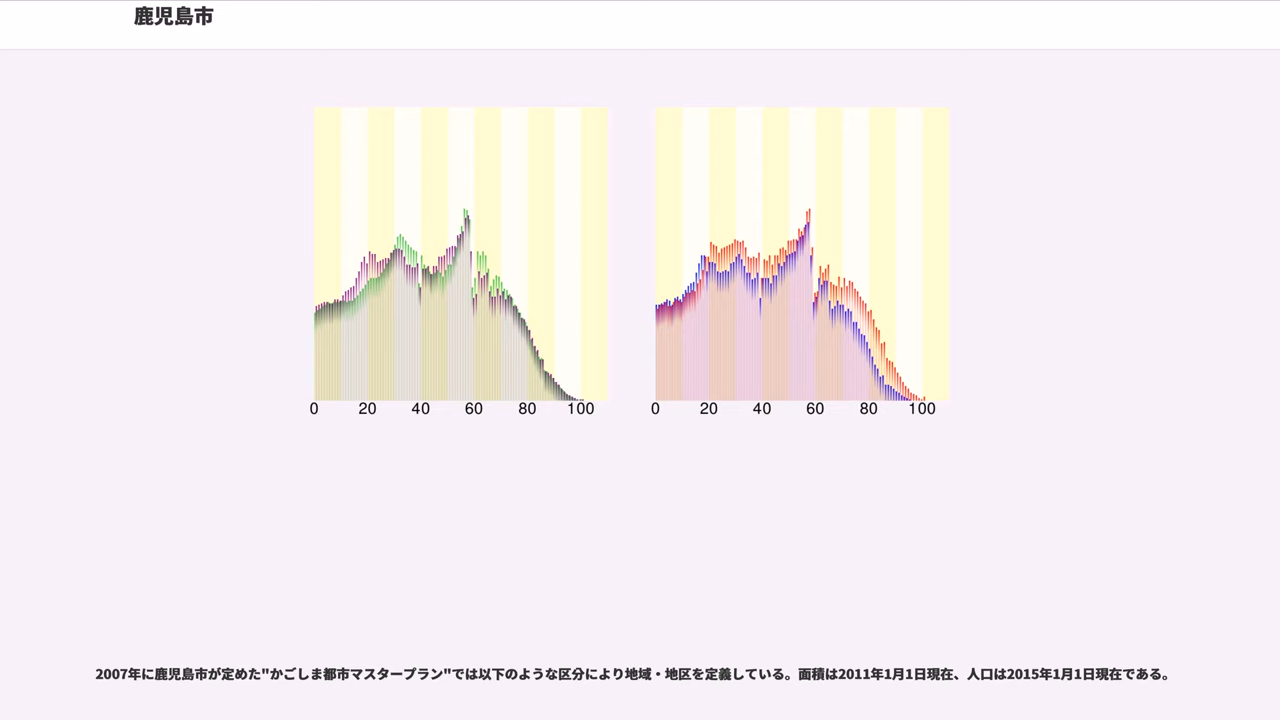 鹿児島市
0 20 40 60 80 100
0 20 40 60 80 100
2007年に鹿児島市が定めた"かごしま都市マスタープラン"では以下のような区分により地域・地区を定義している。面積は2011年1月1日現在、人口は2015年1月1日現在である。